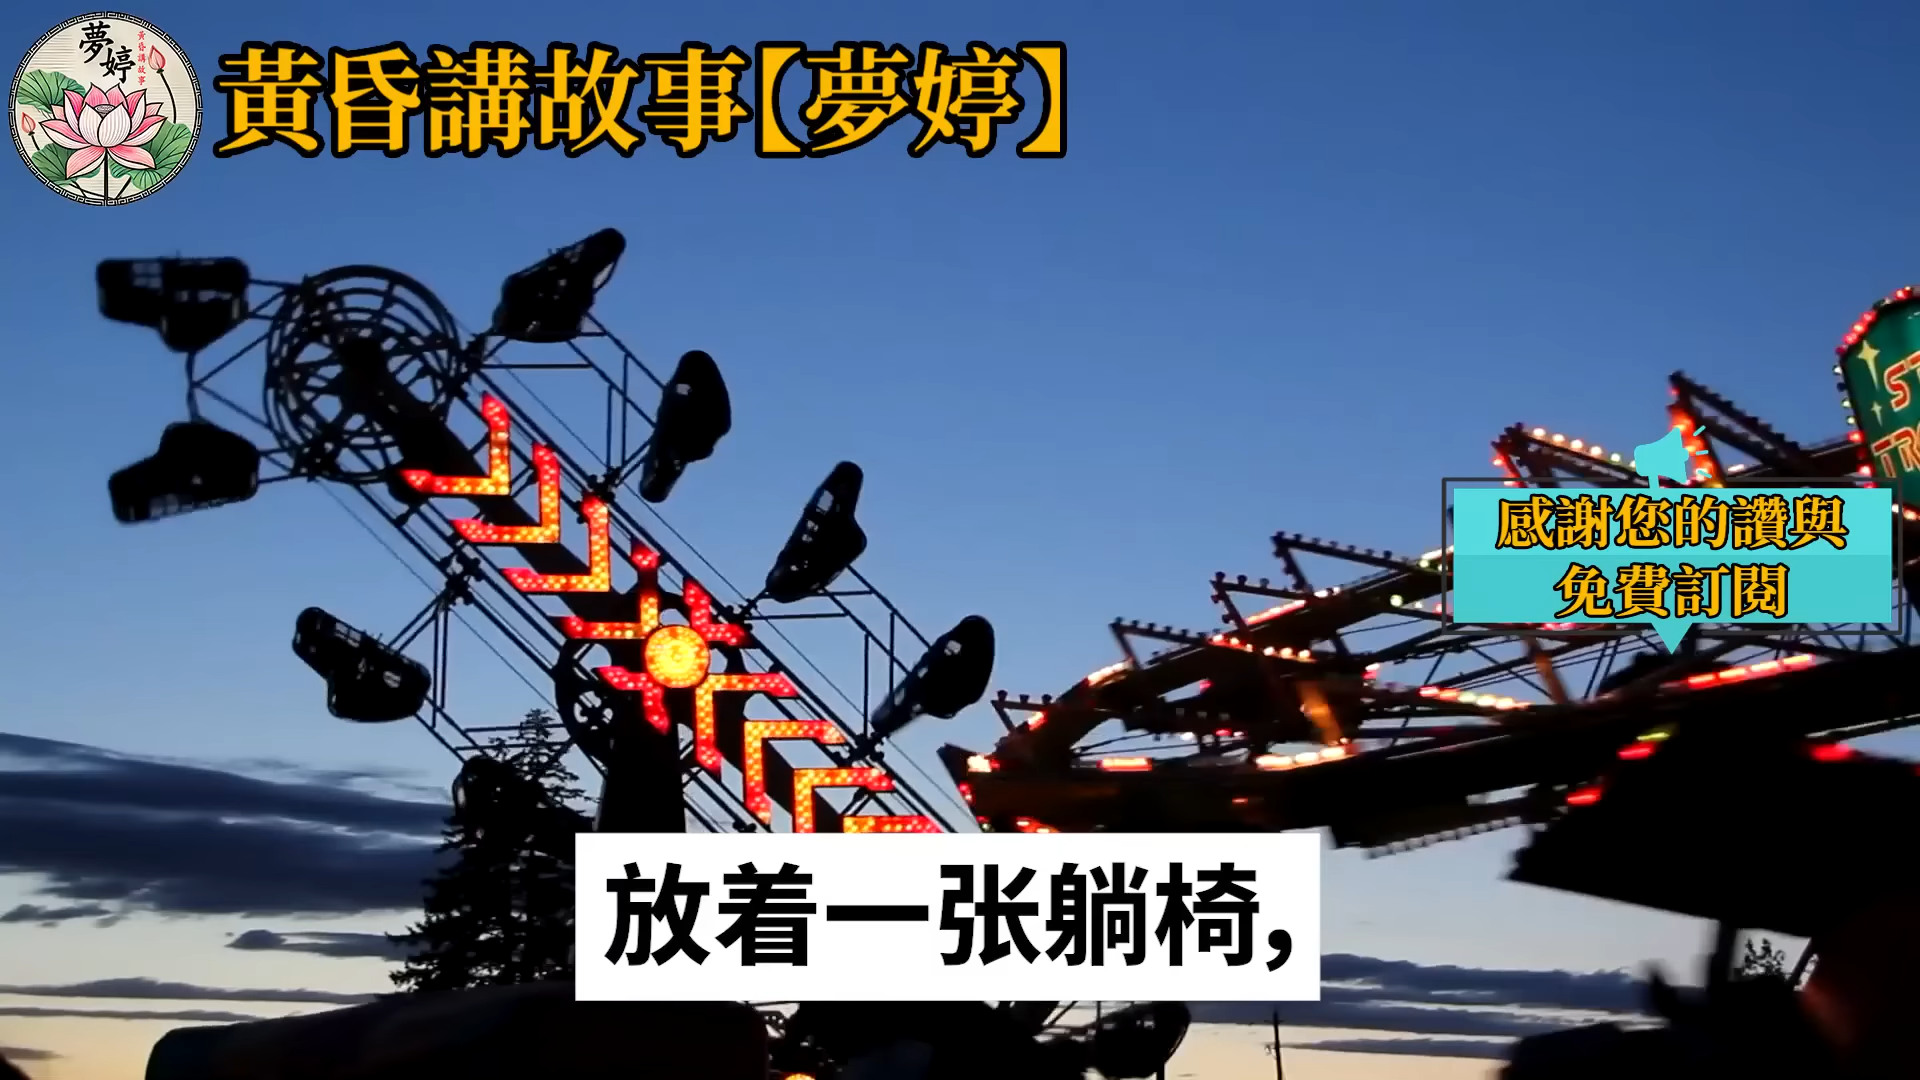 夢婷
黃昏講故事
黃昏講故事【夢婷】
感謝您的讚與
免費訂閱
放着一张躺椅,